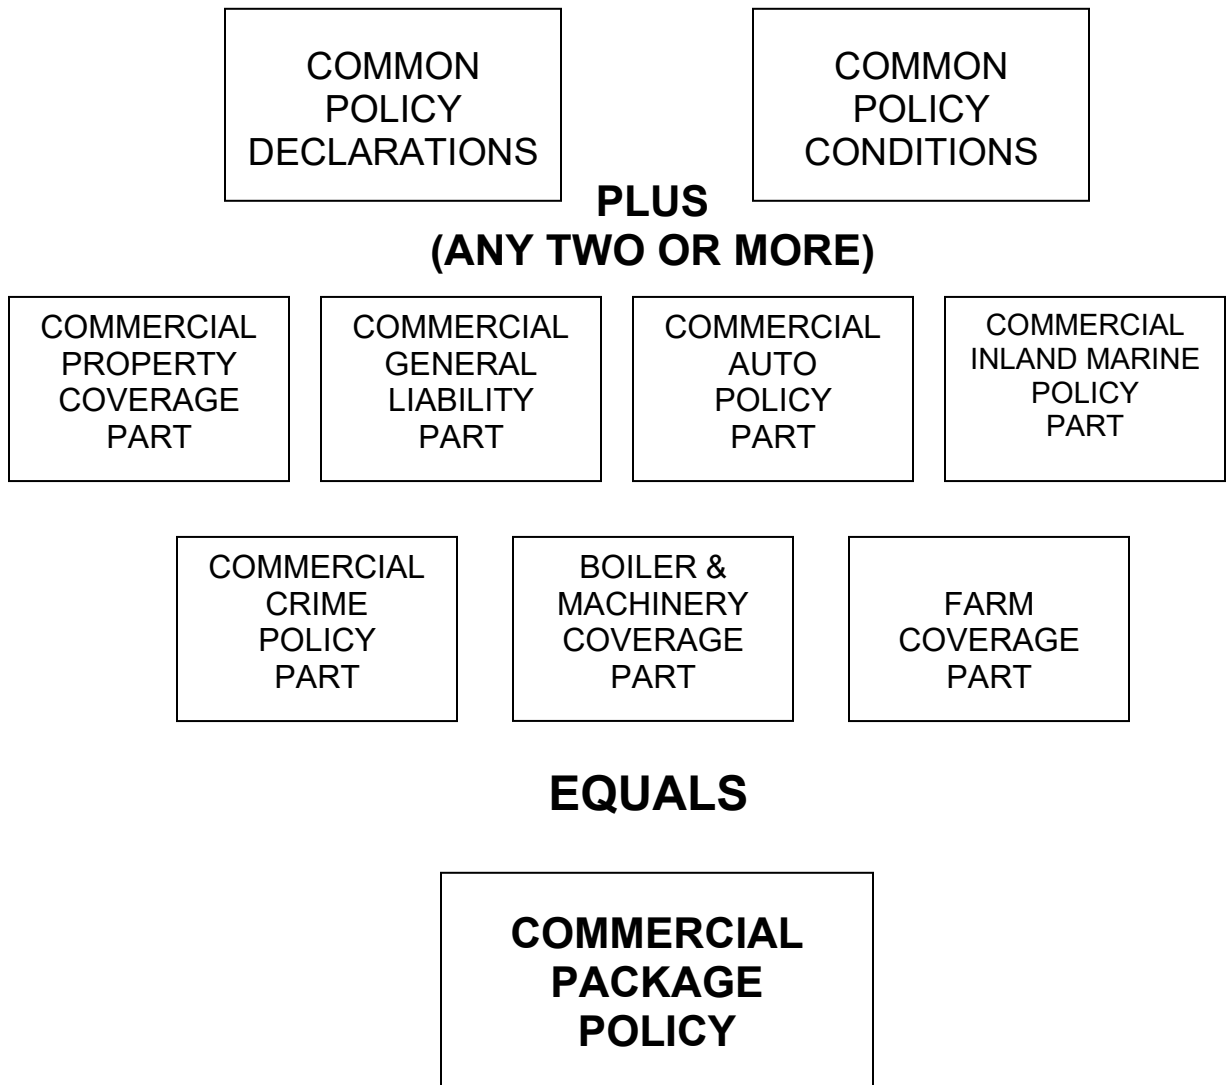 COMMON
POLICY
DECLARATIONS
COMMON
POLICY
CONDITIONS
PLUS
(ANY TWO OR MORE)
COMMERCIAL
PROPERTY
COVERAGE
PART
COMMERCIAL
GENERAL
LIABILITY
PART
COMMERCIAL
AUTO
POLICY
PART
COMMERCIAL
INLAND MARINE
POLICY
PART
COMMERCIAL
CRIME
POLICY
PART
BOILER &
MACHINERY
COVERAGE
PART
FARM
COVERAGE
PART
EQUALS
COMMERCIAL
PACKAGE
POLICY